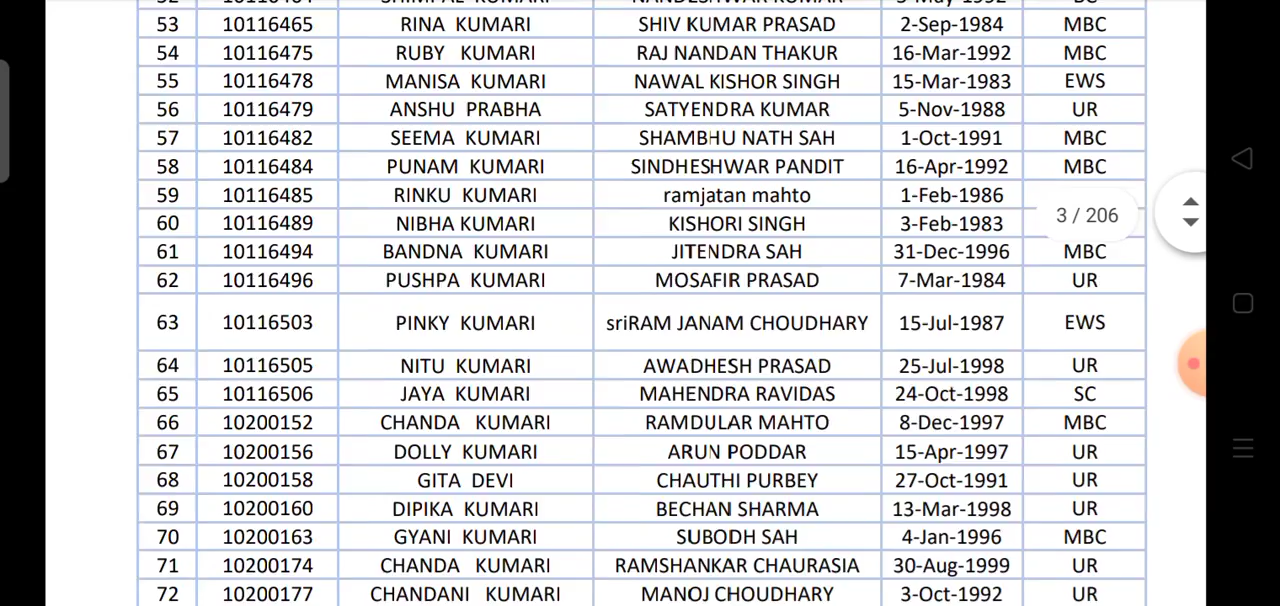 53 10116465 RINA KUMARI SHIV KUMAR PRASAD 2-Sep-1984 MBC
54 10116475 RUBY KUMARI RAJ NANDAN THAKUR 16-Mar-1992 MBC
55 10116478 MANISA KUMARI NAWAL KISHOR SINGH 15-Mar-1983 EWS
56 10116479 ANSHU PRABHA SATYENDRA KUMAR 5-Nov-1988 UR
57 10116482 SEEMA KUMARI SHAMBHU NATH SAH 1-Oct-1991 MBC
58 10116484 PUNAM KUMARI SINDHESHWAR PANDIT 16-Apr-1992 MBC
59 10116485 RINKU KUMARI ramjatan mahto 1-Feb-1986
3 / 206
60 10116489 NIBHA KUMARI KISHORI SINGH 3-Feb-1983
61 10116494 BANDNA KUMARI JITENDRA SAH 31-Dec-1996 MBC
62 10116496 PUSHPA KUMARI MOSAFIR PRASAD 7-Mar-1984 UR
63 10116503 PINKY KUMARI sriRAM JANAM CHOUDHARY 15-Jul-1987 EWS
64 10116505 NITU KUMARI AWADHESH PRASAD 25-Jul-1998 UR
65 10116506 JAYA KUMARI MAHENDRA RAVIDAS 24-Oct-1998 SC
66 10200152 CHANDA KUMARI RAMDULAR MAHTO 8-Dec-1997 MBC
67 10200156 DOLLY KUMARI ARUN PODDAR 15-Apr-1997 UR
68 10200158 GITA DEVI CHAUTHI PURBEY 27-Oct-1991 UR
69 10200160 DIPIKA KUMARI BECHAN SHARMA 13-Mar-1998 UR
70 10200163 GYANI KUMARI SUBODH SAH 4-Jan-1996 MBC
71 10200174 CHANDA KUMARI RAMSHANKAR CHAURASIA 30-Aug-1999 UR
72 10200177 CHANDANI KUMARI MANOJ CHOUDHARY 3-Oct-1992 UR